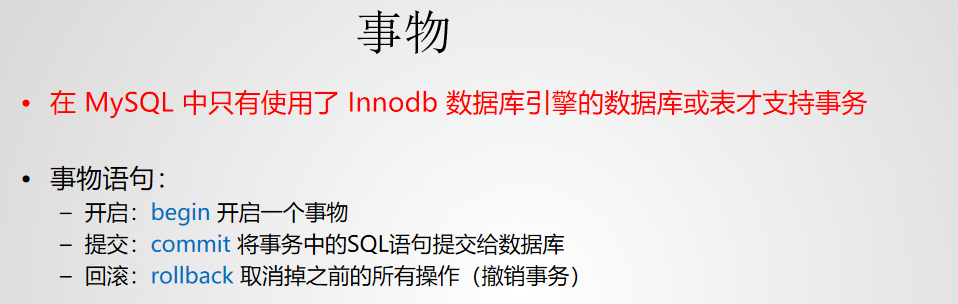 事物
• 在 MySQL 中只有使用了 Innodb 数据库引擎的数据库或表才支持事务
• 事物语句：
– 开启：begin 开启一个事物
– 提交：commit 将事务中的SQL语句提交给数据库
– 回滚：rollback 取消掉之前的所有操作（撤销事务）